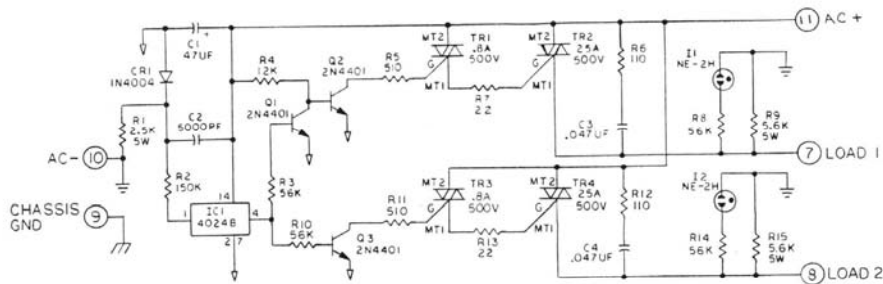 11 AC +
MT2 TR1 .8A 500V
MT2 TR2 25A 500V
C1 47UF +
R4 12K
Q2 2N4401
R5 510
G MT1
G MT1
R6 110
I1 NE-2H
CR1 1N4004
Q1 2N4401
R7 22
C3 .047UF
R8 56K
R9 5.6K 5W
R1 2.5K 5W
C2 5000PF
AC- 10
7 LOAD 1
R2 150K
R3 56K
14
MT2 TR3 .8A 500V
MT2 TR4 25A 500V
R11 510
G MT1
G MT1
R12 110
I2 NE-2H
CHASSIS GND 9
1 IC1 4024B 4
2 7
R10 56K
Q3 2N4401
R13 22
C4 .047UF
R14 56K
R15 5.6K 5W
8 LOAD 2